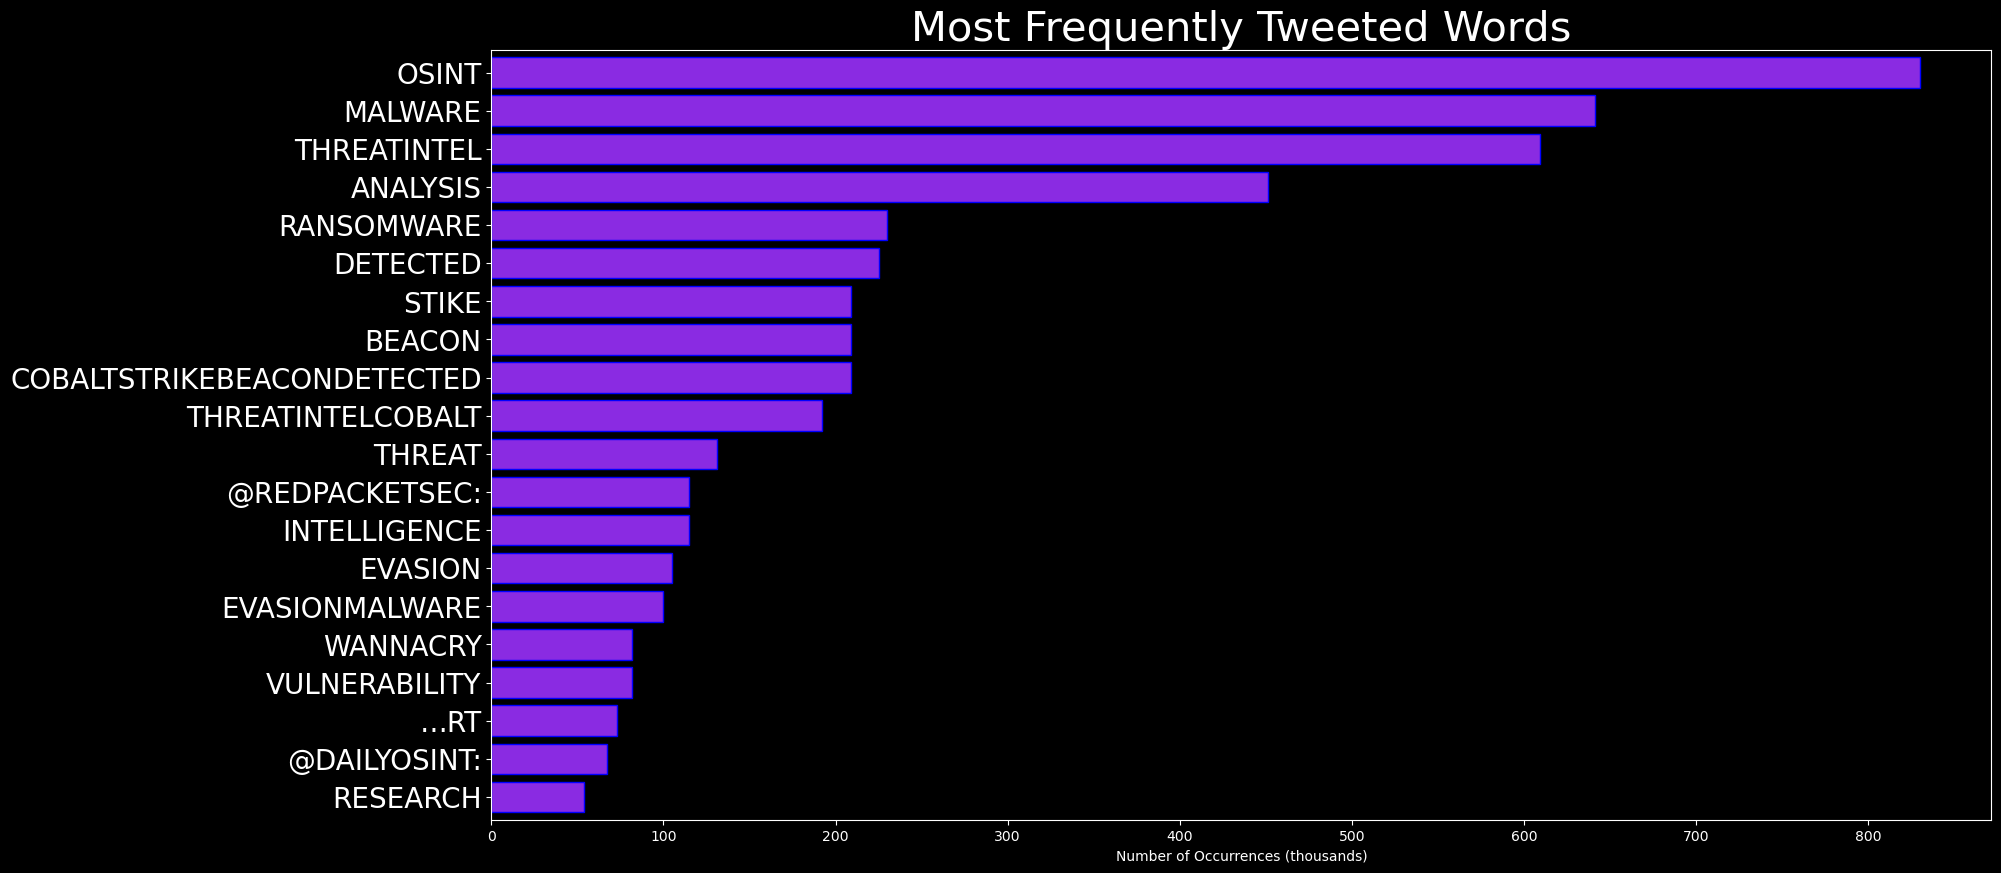 Most Frequently Tweeted Words
OSINT
MALWARE
THREATINTEL
ANALYSIS
RANSOMWARE
DETECTED
STIKE
BEACON
COBALTSTRIKEBEACONDETECTED
THREATINTELCOBALT
THREAT
@REDPACKETSEC:
INTELLIGENCE
EVASION
EVASIONMALWARE
WANNACRY
VULNERABILITY
…RT
@DAILYOSINT:
RESEARCH
0 100 200 300 400 500 600 700 800
Number of Occurrences (thousands)